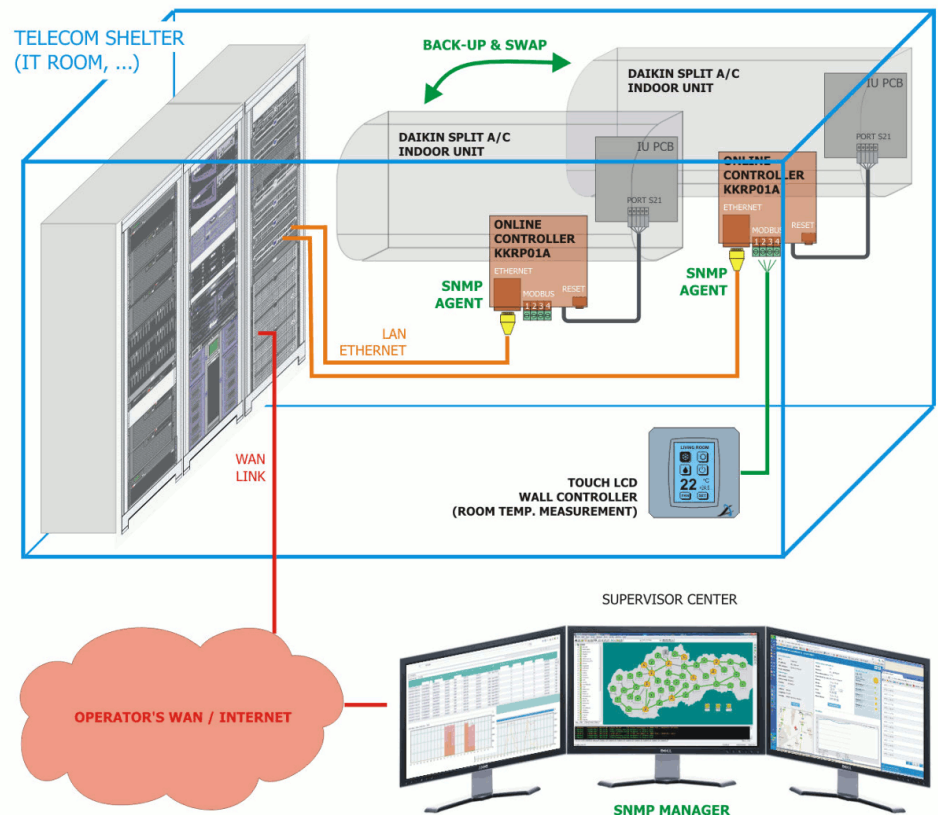 TELECOM SHELTER
(IT ROOM, ...)
BACK-UP & SWAP
DAIKIN SPLIT A/C
INDOOR UNIT
IU PCB
PORT S21
DAIKIN SPLIT A/C
INDOOR UNIT
IU PCB
PORT S21
ONLINE
CONTROLLER
KKRP01A
ETHERNET
MODBUS
RESET
1 2 3 4
SNMP
AGENT
ONLINE
CONTROLLER
KKRP01A
ETHERNET
MODBUS
RESET
1 2 3 4
SNMP
AGENT
LAN
ETHERNET
WAN
LINK
LIVING ROOM
22
°C
TOUCH LCD
WALL CONTROLLER
(ROOM TEMP. MEASUREMENT)
SUPERVISOR CENTER
OPERATOR'S WAN / INTERNET
SNMP MANAGER